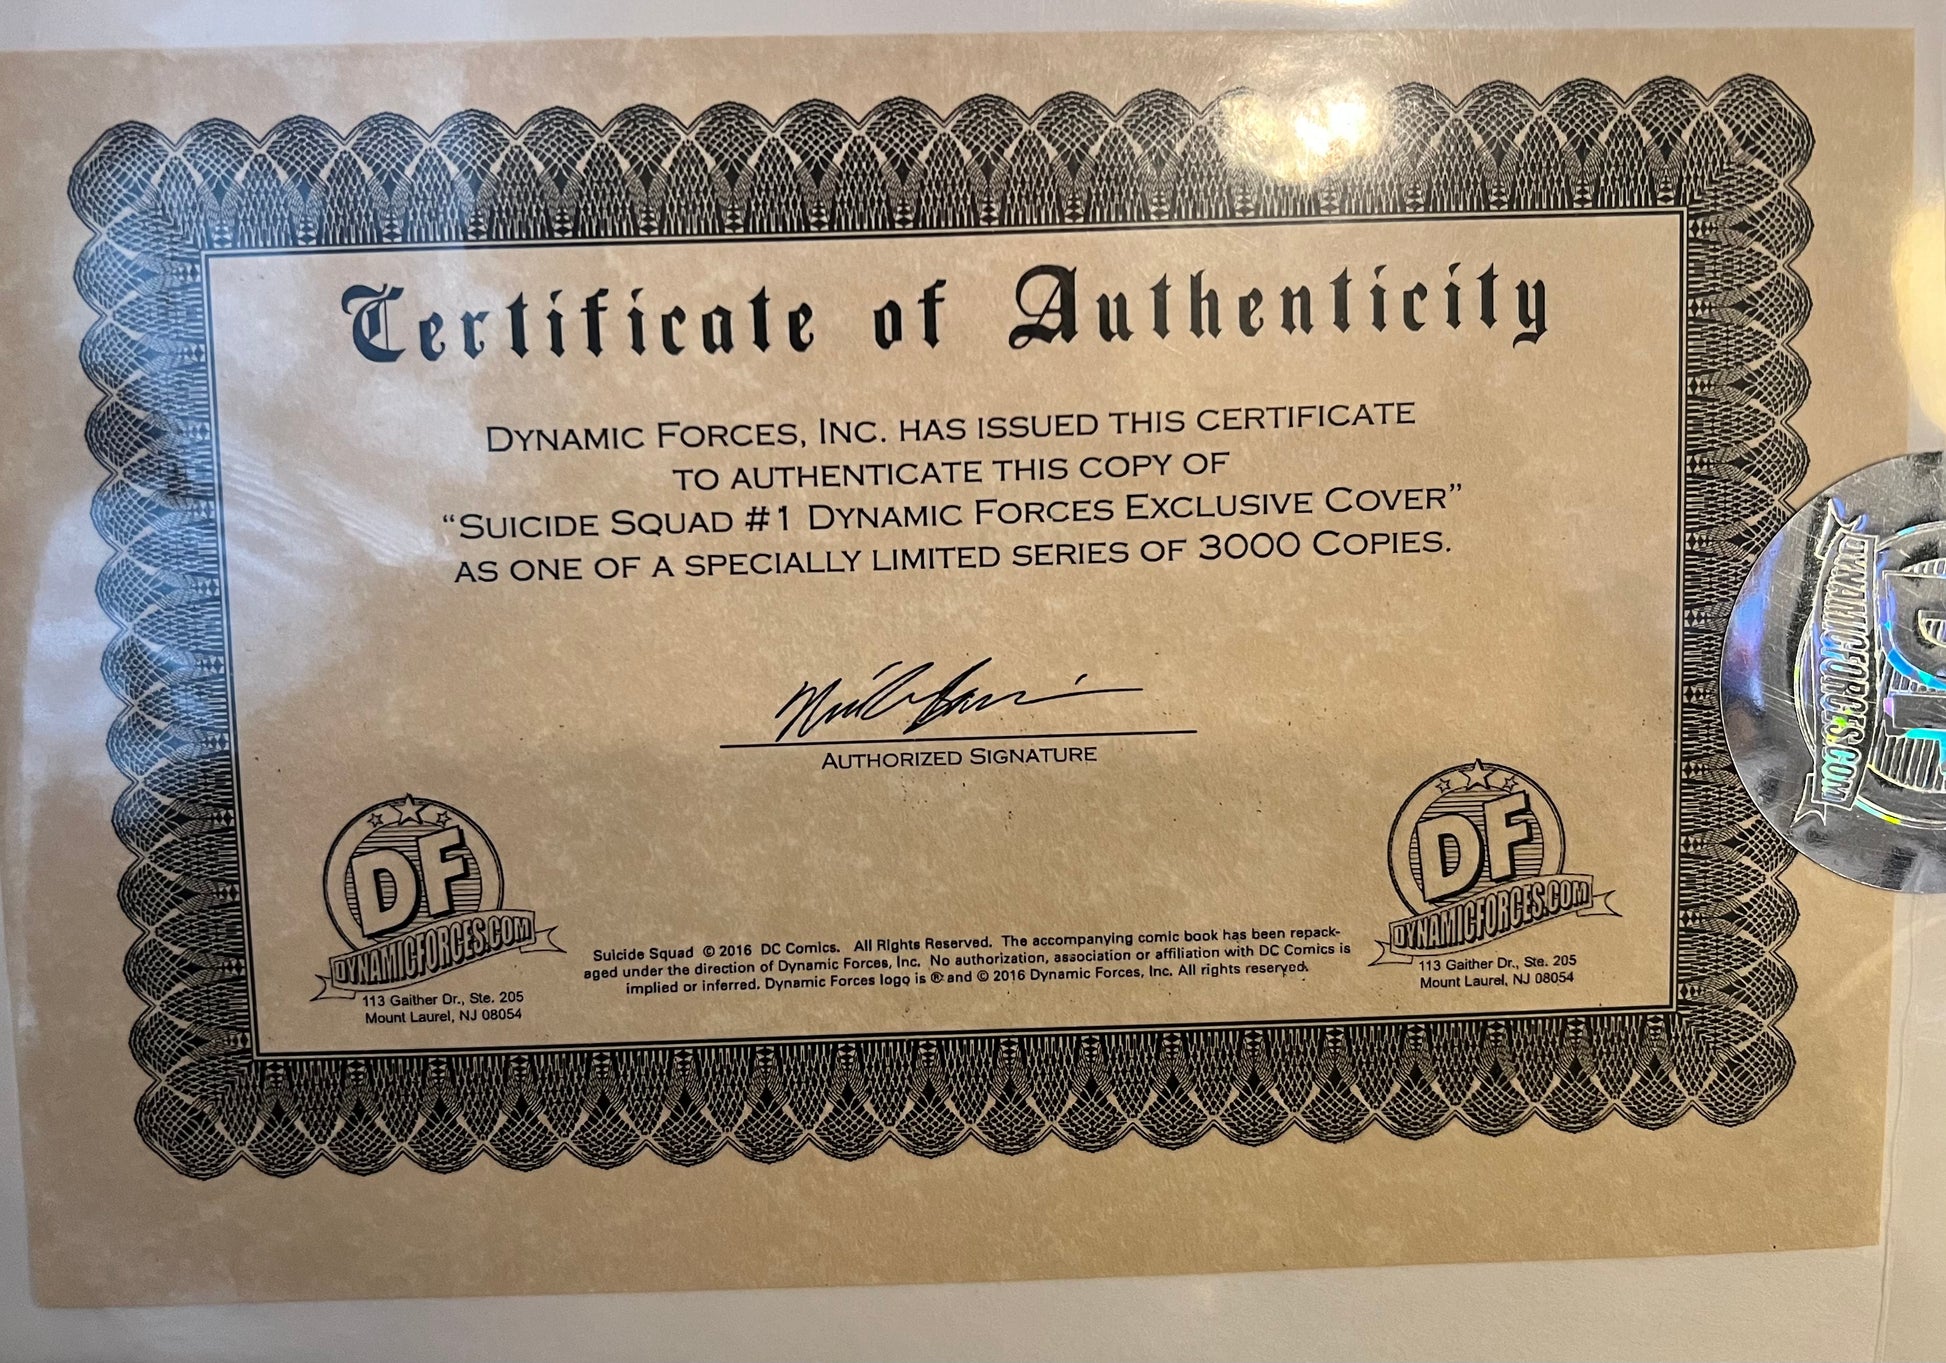 Certificate of Authenticity
DYNAMIC FORCES, INC. HAS ISSUED THIS CERTIFICATE
TO AUTHENTICATE THIS COPY OF
“SUICIDE SQUAD #1 DYNAMIC FORCES EXCLUSIVE COVER”
AS ONE OF A SPECIALLY LIMITED SERIES OF 3000 COPIES.
AUTHORIZED SIGNATURE
DF
DYNAMICFORCES.COM
113 Gaither Dr., Ste. 205
Mount Laurel, NJ 08054
Suicide Squad © 2016 DC Comics. All Rights Reserved. The accompanying comic book has been repack-
aged under the direction of Dynamic Forces, Inc. No authorization, association or affiliation with DC Comics is
implied or inferred. Dynamic Forces logo is ® and © 2016 Dynamic Forces, Inc. All rights reserved.
DF
DYNAMICFORCES.COM
113 Gaither Dr., Ste. 205
Mount Laurel, NJ 08054
DYNAMICFORCES.COM